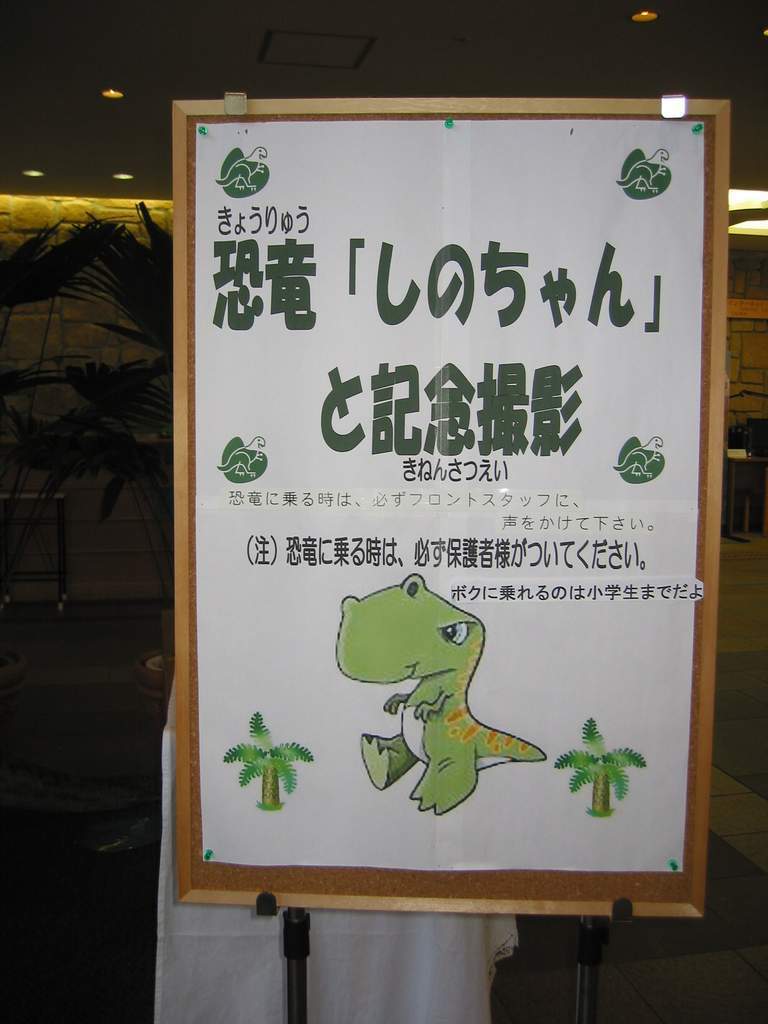 きょうりゅう
恐竜「しのちゃん」
と記念撮影
きねんさつえい
恐竜に乗る時は、必ずフロントスタッフに、
声をかけて下さい。
（注）恐竜に乗る時は、必ず保護者様がついてください。
ボクに乗れるのは小学生までだよ